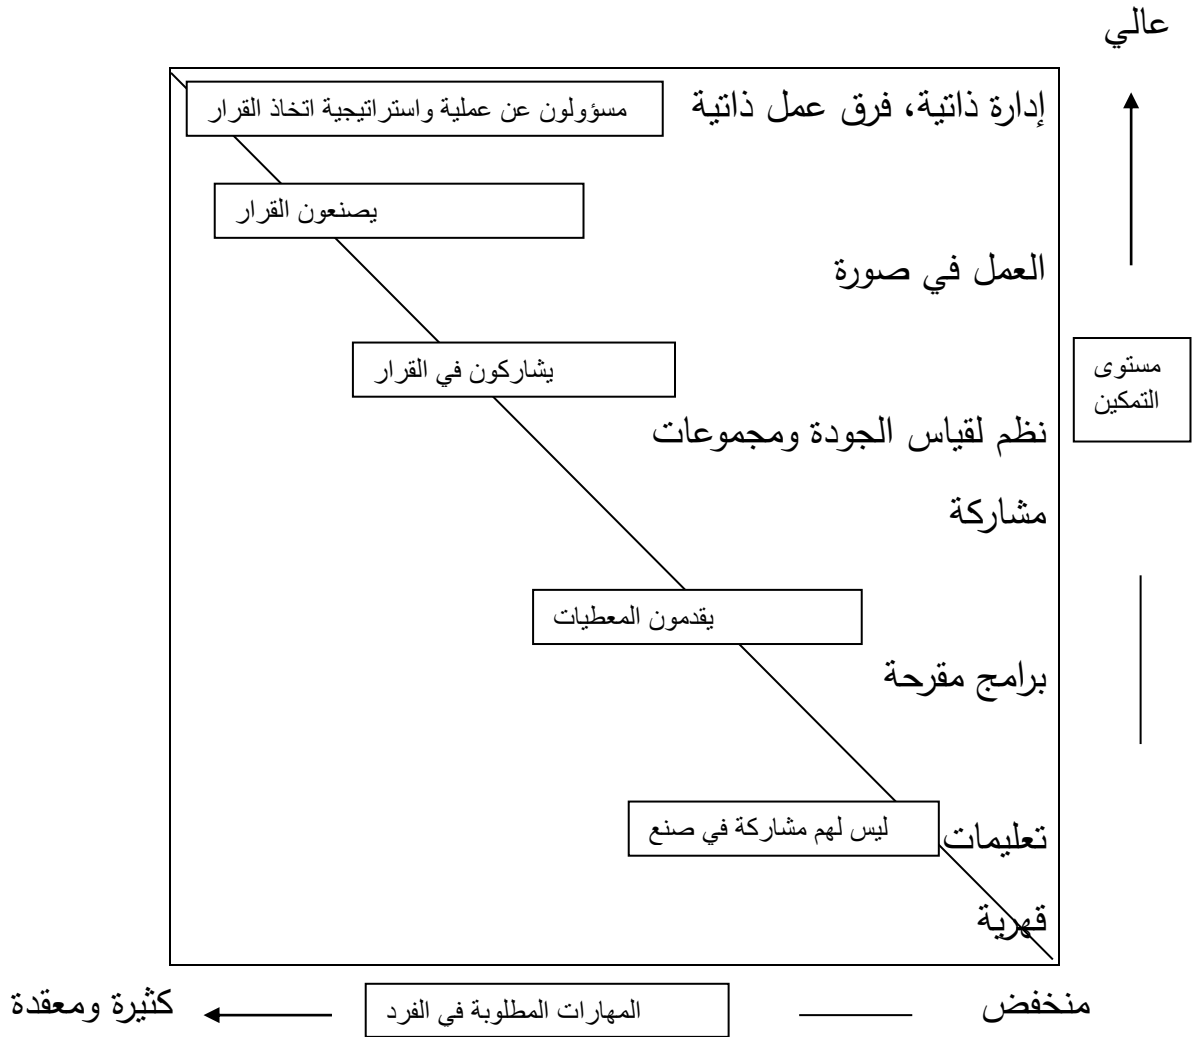 عالي
إدارة ذاتية، فرق عمل ذاتية
مسؤولون عن عملية واستراتيجية اتخاذ القرار
يصنعون القرار
العمل في صورة
يشاركون في القرار
مستوى
التمكين
نظم لقياس الجودة ومجموعات
مشاركة
يقدمون المعطيات
برامج مقرحة
تعليمات
ليس لهم مشاركة في صنع
قهرية
منخفض
المهارات المطلوبة في الفرد
كثيرة ومعقدة